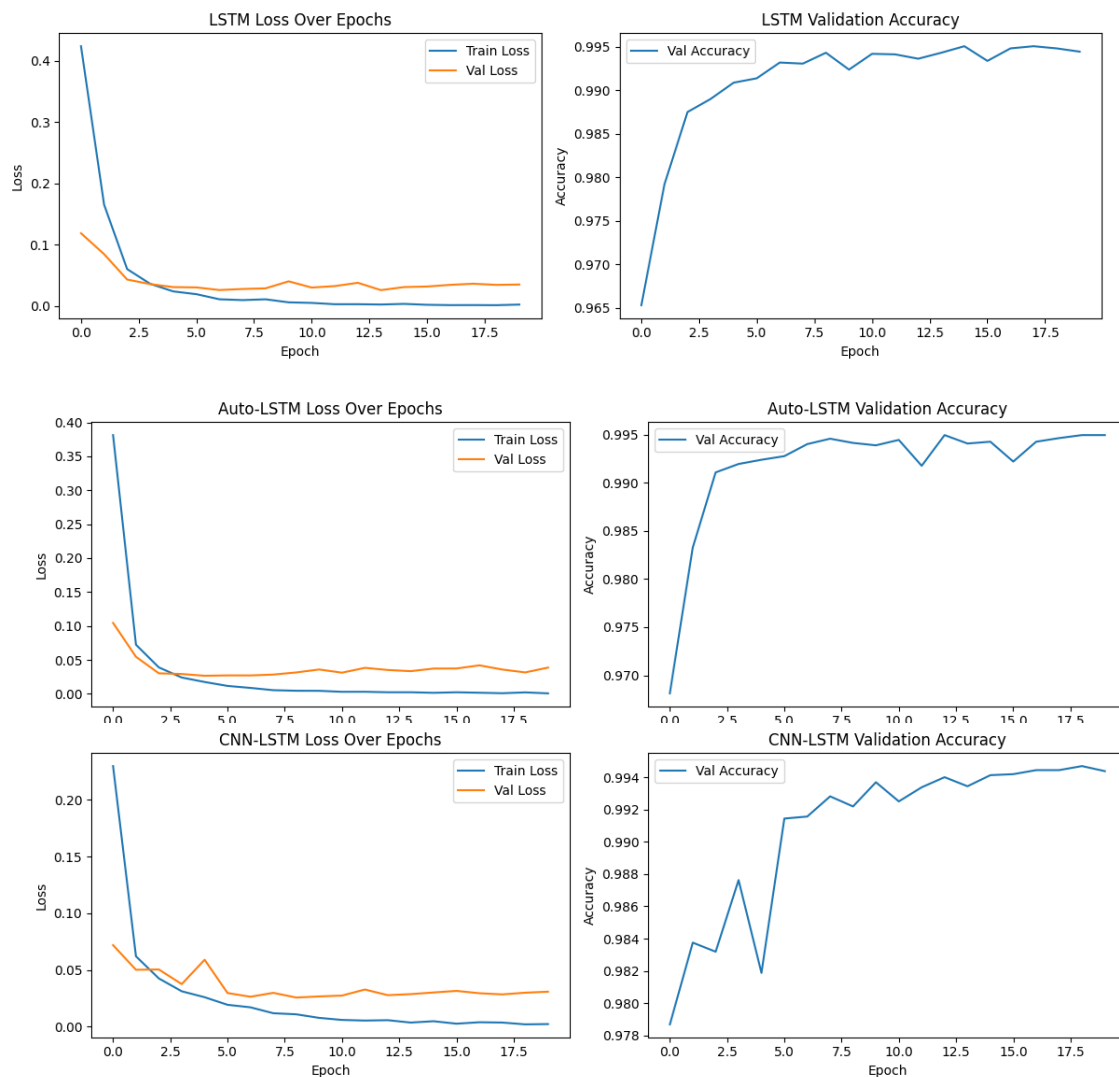 LSTM Loss Over Epochs
Train Loss
Val Loss
0.4
0.3
0.2
0.1
0.0
Loss
0.0 2.5 5.0 7.5 10.0 12.5 15.0 17.5
Epoch
LSTM Validation Accuracy
Val Accuracy
0.995
0.990
0.985
0.980
0.975
0.970
0.965
Accuracy
0.0 2.5 5.0 7.5 10.0 12.5 15.0 17.5
Epoch
Auto-LSTM Loss Over Epochs
Train Loss
Val Loss
0.40
0.35
0.30
0.25
0.20
0.15
0.10
0.05
0.00
Loss
0.0 2.5 5.0 7.5 10.0 12.5 15.0 17.5
Auto-LSTM Validation Accuracy
Val Accuracy
0.995
0.990
0.985
0.980
0.975
0.970
Accuracy
0.0 2.5 5.0 7.5 10.0 12.5 15.0 17.5
CNN-LSTM Loss Over Epochs
Train Loss
Val Loss
0.20
0.15
0.10
0.05
0.00
Loss
0.0 2.5 5.0 7.5 10.0 12.5 15.0 17.5
Epoch
CNN-LSTM Validation Accuracy
Val Accuracy
0.994
0.992
0.990
0.988
0.986
0.984
0.982
0.980
0.978
Accuracy
0.0 2.5 5.0 7.5 10.0 12.5 15.0 17.5
Epoch